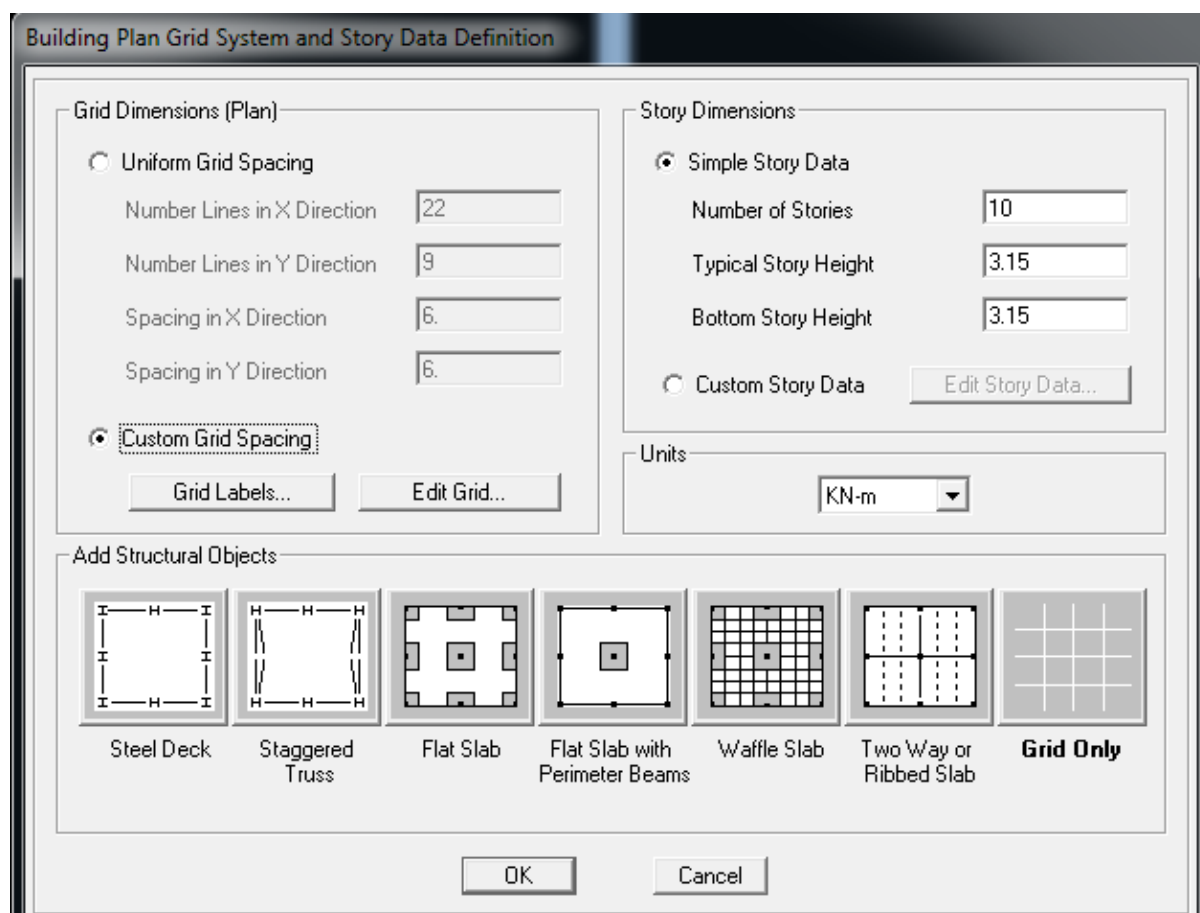 Building Plan Grid System and Story Data Definition
Grid Dimensions (Plan)
Uniform Grid Spacing
Number Lines in X Direction 22
Number Lines in Y Direction 9
Spacing in X Direction 6.
Spacing in Y Direction 6.
Custom Grid Spacing
Grid Labels... Edit Grid...
Story Dimensions
Simple Story Data
Number of Stories 10
Typical Story Height 3.15
Bottom Story Height 3.15
Custom Story Data Edit Story Data...
Units
KN-m
Add Structural Objects
Steel Deck
Staggered
Truss
Flat Slab
Flat Slab with
Perimeter Beams
Waffle Slab
Two Way or
Ribbed Slab
Grid Only
OK Cancel